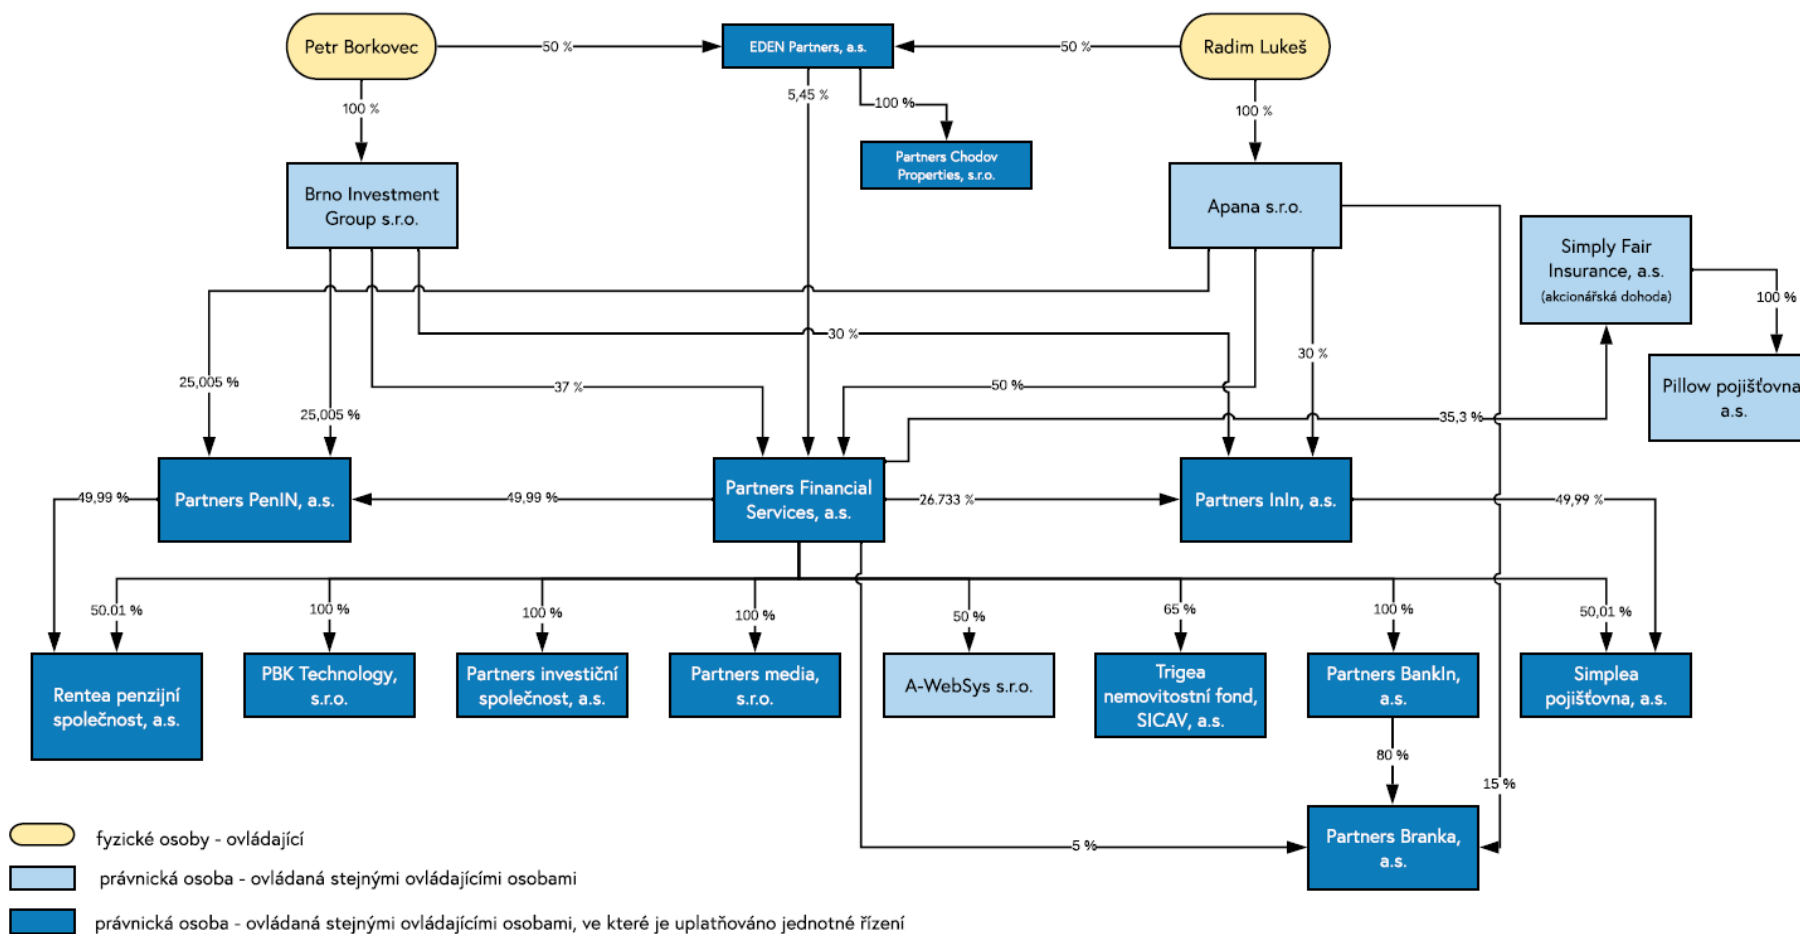 Petr Borkovec
50 %
EDEN Partners, a.s.
50 %
Radim Lukeš
100 %
5,45 %
100 %
100 %
Partners Chodov
Properties, s.r.o.
Brno Investment
Group s.r.o.
Apana s.r.o.
Simply Fair
Insurance, a.s.
(akcionářská dohoda)
100 %
30 %
30 %
25,005 %
37 %
50 %
Pillow pojišťovna
a.s.
25,005 %
35,3 %
49,99 %
Partners PenIN, a.s.
49,99 %
Partners Financial
Services, a.s.
26.733 %
Partners InIn, a.s.
49,99 %
50.01 %
100 %
100 %
100 %
50 %
65 %
100 %
50,01 %
Rentea penzijní
společnost, a.s.
PBK Technology,
s.r.o.
Partners investiční
společnost, a.s.
Partners media,
s.r.o.
A-WebSys s.r.o.
Trigea
nemovitostní fond,
SICAV, a.s.
Partners BankIn,
a.s.
Simplea
pojišťovna, a.s.
80 %
15 %
5 %
Partners Branka,
a.s.
fyzické osoby - ovládající
právnická osoba - ovládaná stejnými ovládajícími osobami
právnická osoba - ovládaná stejnými ovládajícími osobami, ve které je uplatňováno jednotné řízení